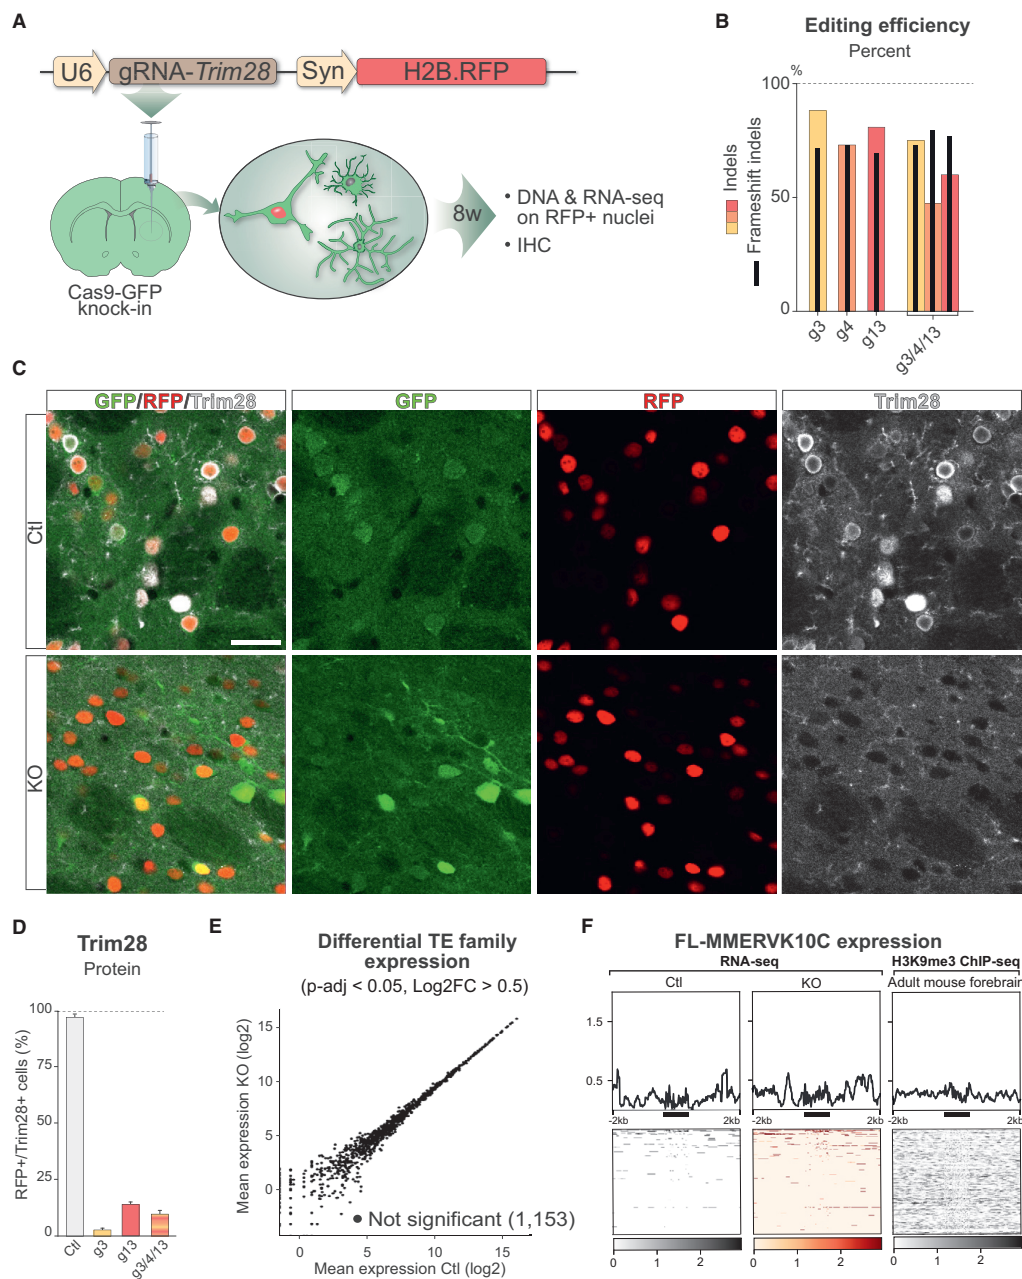 A
U6
gRNA-Trim28
Syn
H2B.RFP
Cas9-GFP
knock-in
8w
• DNA & RNA-seq
on RFP+ nuclei
• IHC
B
Editing efficiency
Percent
%
100
50
0
Indels
Frameshift indels
g3
g4
g13
g3/4/13
C
GFP/RFP/Trim28
GFP
RFP
Trim28
Ctl
KO
D
Trim28
Protein
RFP+/Trim28+ cells (%)
100
75
50
25
0
Ctl
g3
g13
g3/4/13
E
Differential TE family
expression
(p-adj < 0.05, Log2FC > 0.5)
Mean expression KO (log2)
15
10
5
0
Not significant (1,153)
0
5
10
15
Mean expression Ctl (log2)
F
FL-MMERVK10C expression
RNA-seq
H3K9me3 ChIP-seq
Ctl
KO
Adult mouse forebrain
1.5
0.5
-2kb
2kb
-2kb
2kb
-2kb
2kb
0
1
2
0
1
2
0
1
2